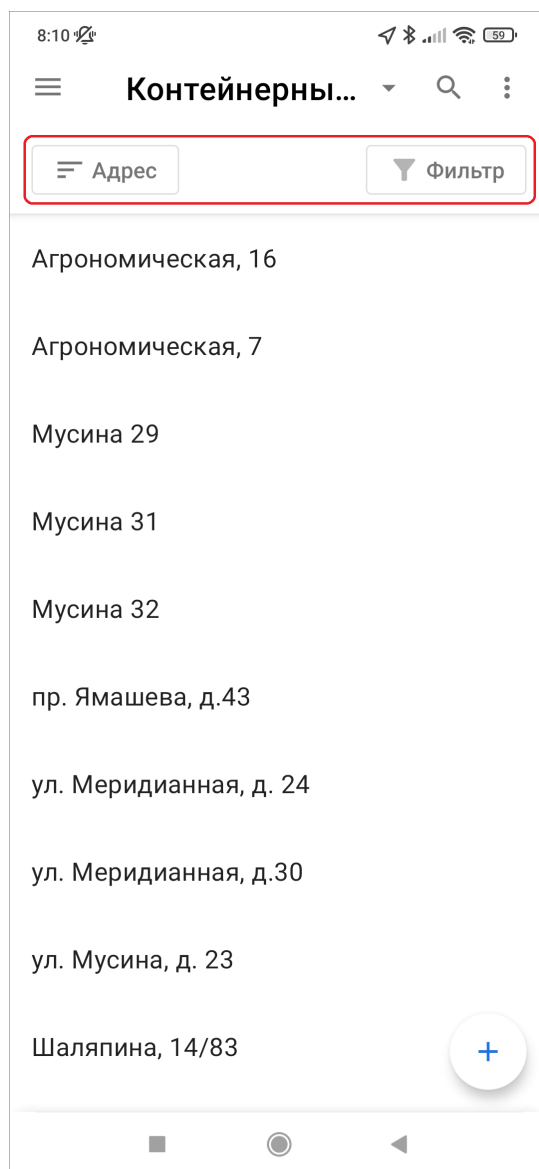 8:10
59
Контейнерны...
Адрес
Фильтр
Агрономическая, 16
Агрономическая, 7
Мусина 29
Мусина 31
Мусина 32
пр. Ямашева, д.43
ул. Меридианная, д. 24
ул. Меридианная, д.30
ул. Мусина, д. 23
Шаляпина, 14/83